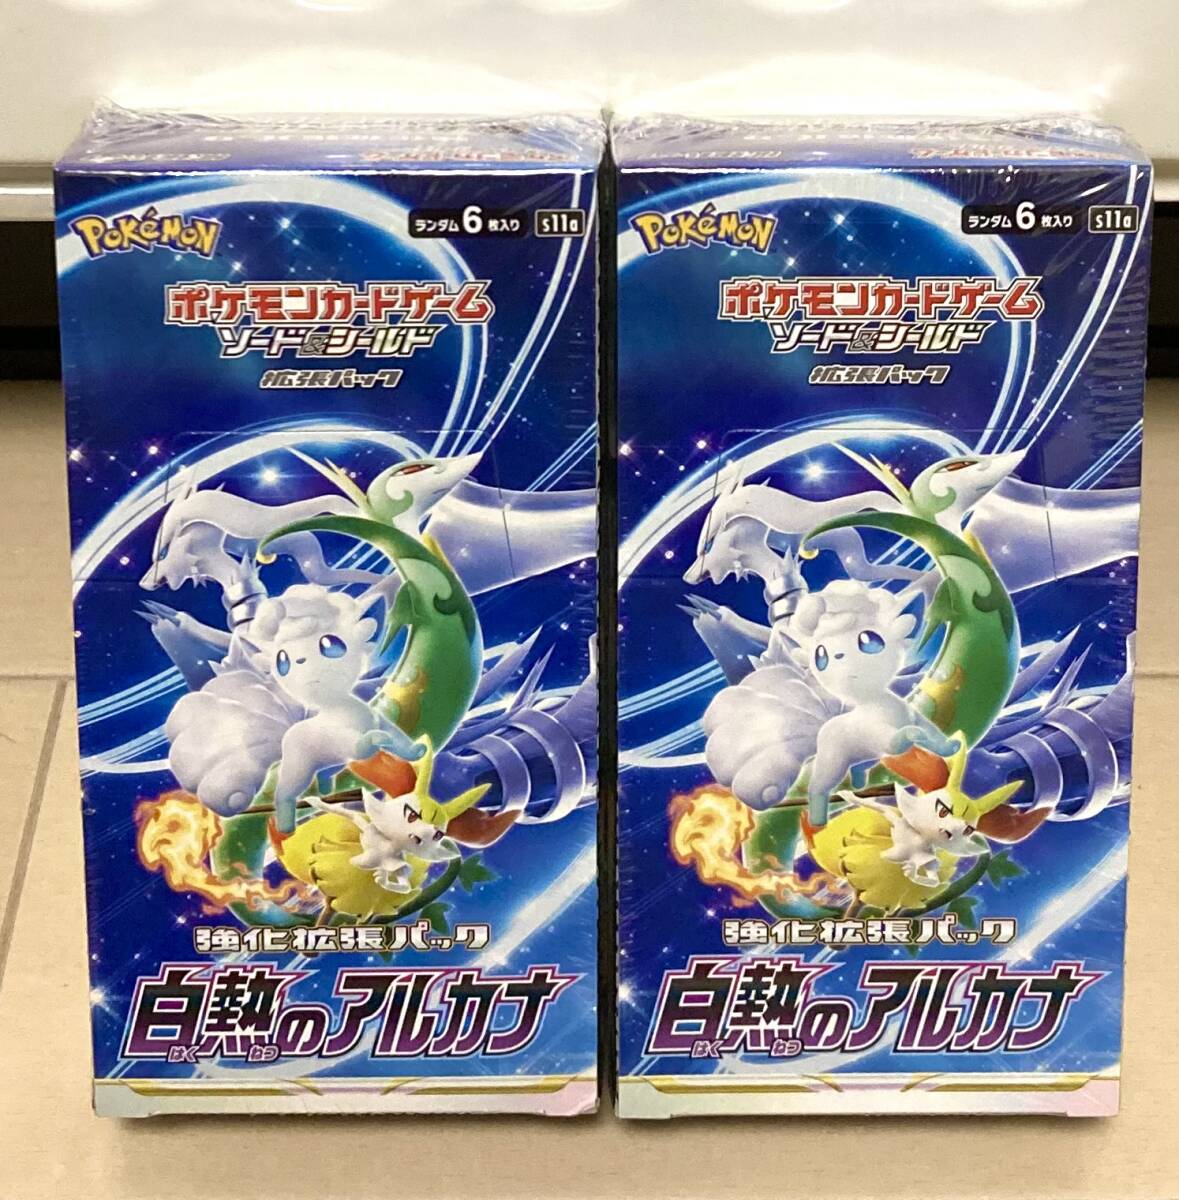 POKéMON
ランダム6枚入り s11a
ポケモンカードゲーム
ソード&シールド
拡張パック
強化拡張パック
白熱のアルカナ
はく ねつ
POKéMON
ランダム6枚入り s11a
ポケモンカードゲーム
ソード&シールド
拡張パック
強化拡張パック
白熱のアルカナ
はく ねつ